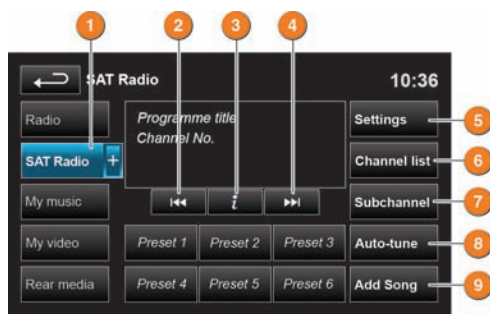 1 2 3 4
SAT Radio 10:36
Radio Programme title Settings 5
Channel No.
SAT Radio + Channel list 6
My music i Subchannel 7
My video Preset 1 Preset 2 Preset 3 Auto-tune 8
Rear media Preset 4 Preset 5 Preset 6 Add Song 9